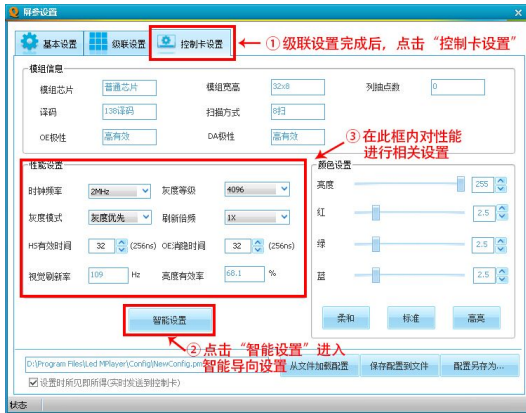 屏参设置
基本设置
级联设置
控制卡设置
①级联设置完成后，点击“控制卡设置”
模组信息
模组芯片 普通芯片 模组宽高 32x8 列抽点数 0
译码 138译码 扫描方式 8扫
OE极性 高有效 DA极性 高有效
③在此框内对性能
进行相关设置
性能设置
时钟频率 2MHz 灰度等级 4096
灰度模式 灰度优先 刷新倍频 1X
HS有效时间 32 (256ns) OE消隐时间 32 (256ns)
视觉刷新率 109 Hz 亮度有效率 68.1 %
颜色设置
亮度 255
红 2.5
绿 2.5
蓝 2.5
柔和 标准 高亮
智能设置
②点击“智能设置”进入
智能导向设置
D:\Program Files\Led MPlayer\Config\NewConfig.pm
从文件加载配置 保存配置到文件 配置另存为...
设置时所见即所得(实时发送到控制卡)
状态